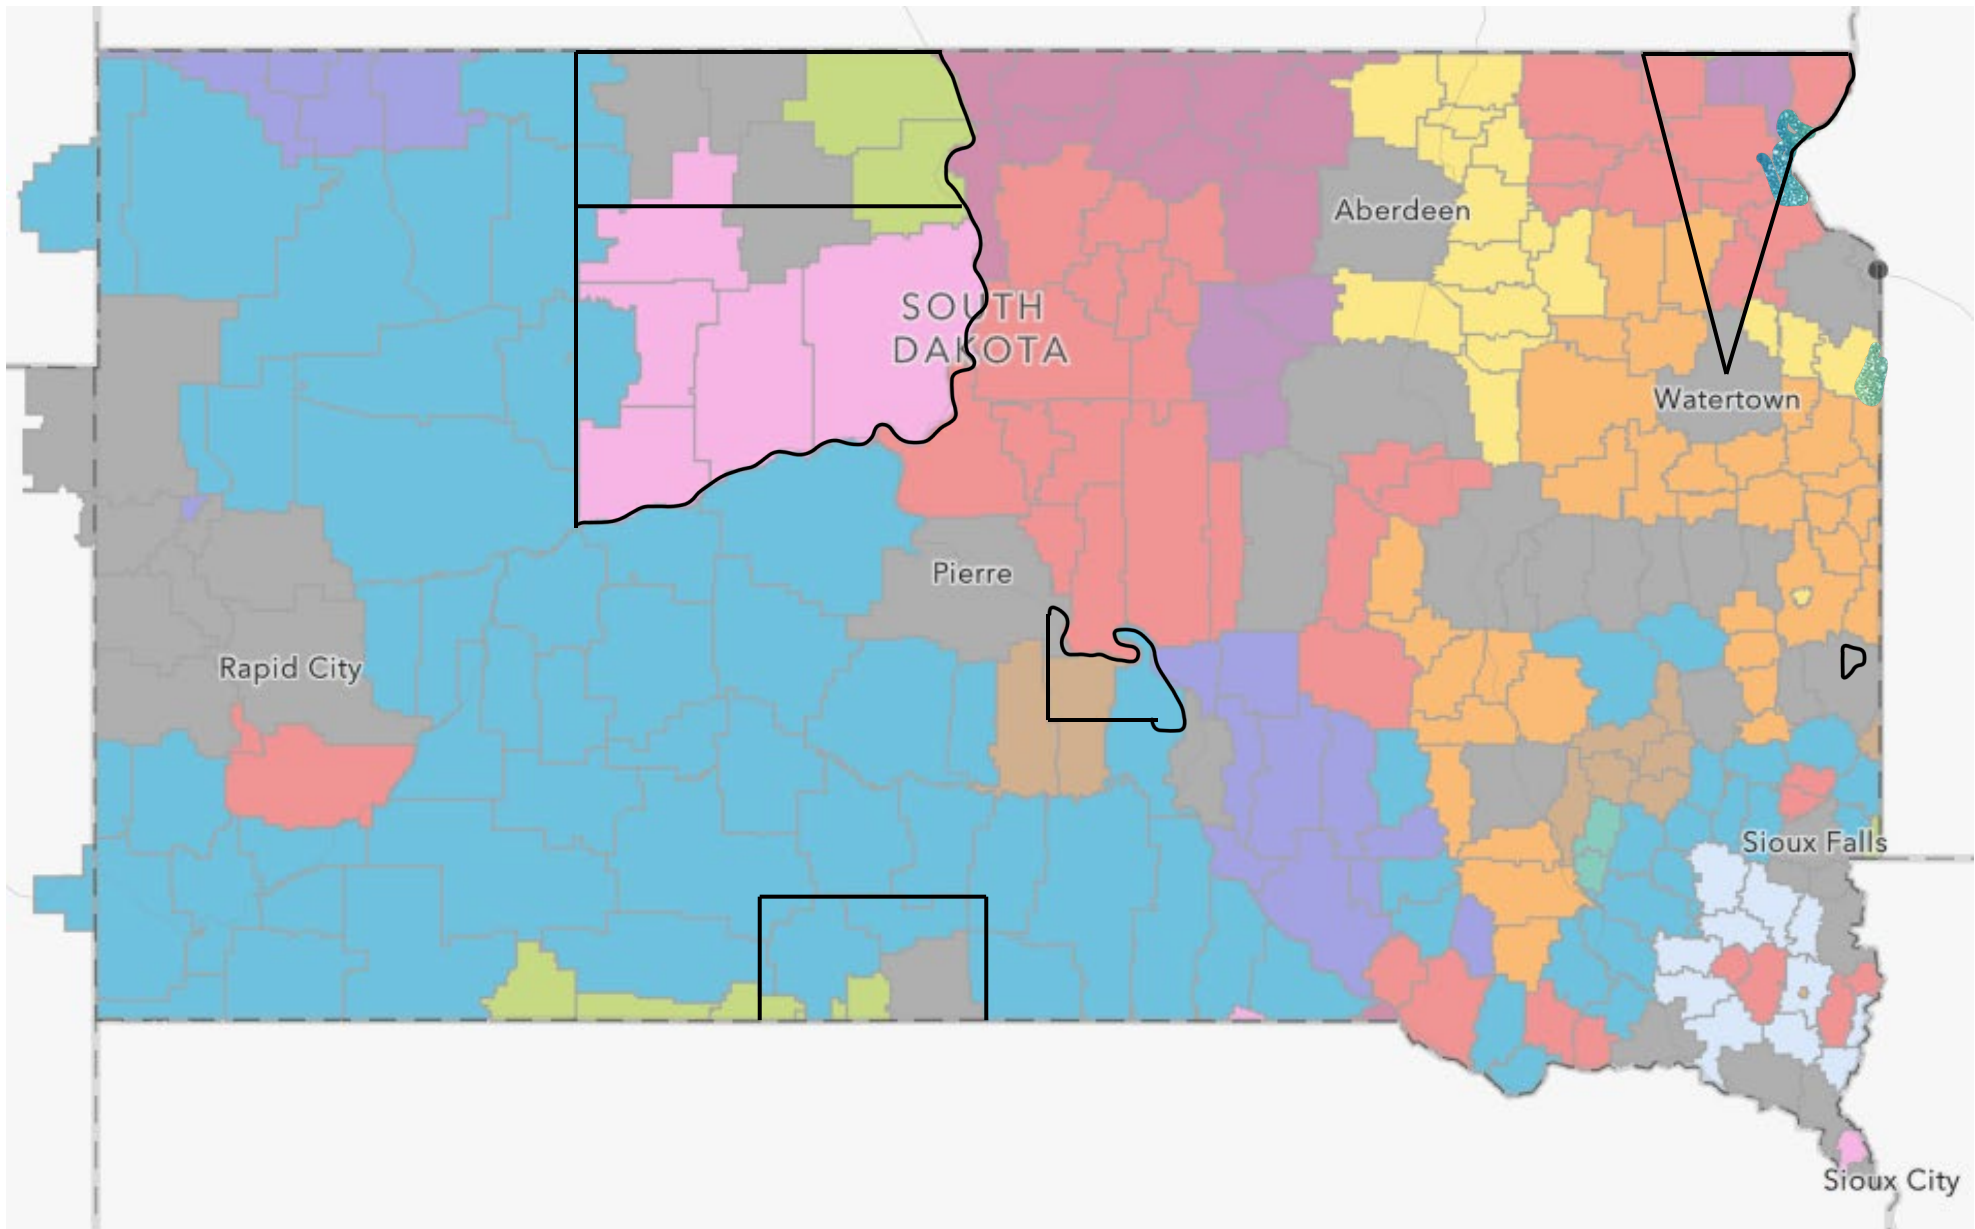 Aberdeen
SOUTH
DAKOTA
Watertown
Pierre
Rapid City
Sioux Falls
Sioux City